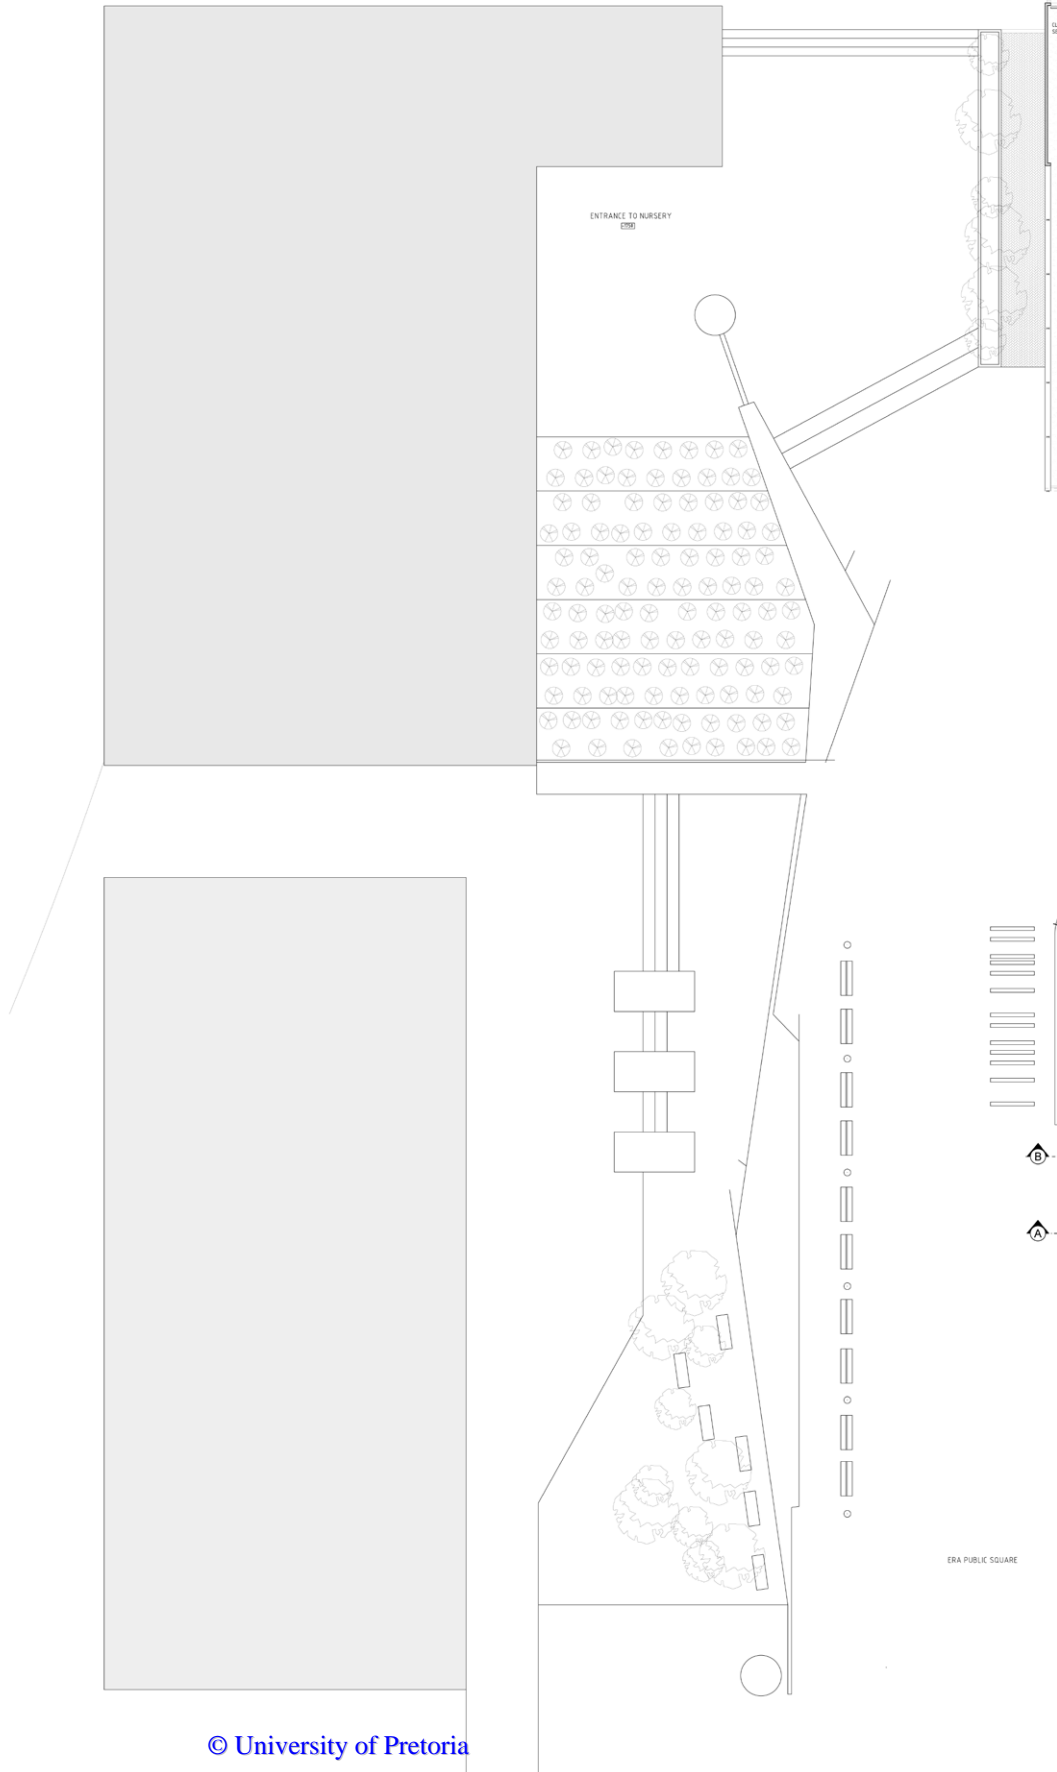 ENTRANCE TO NURSERY
B
A
ERA PUBLIC SQUARE
© University of Pretoria